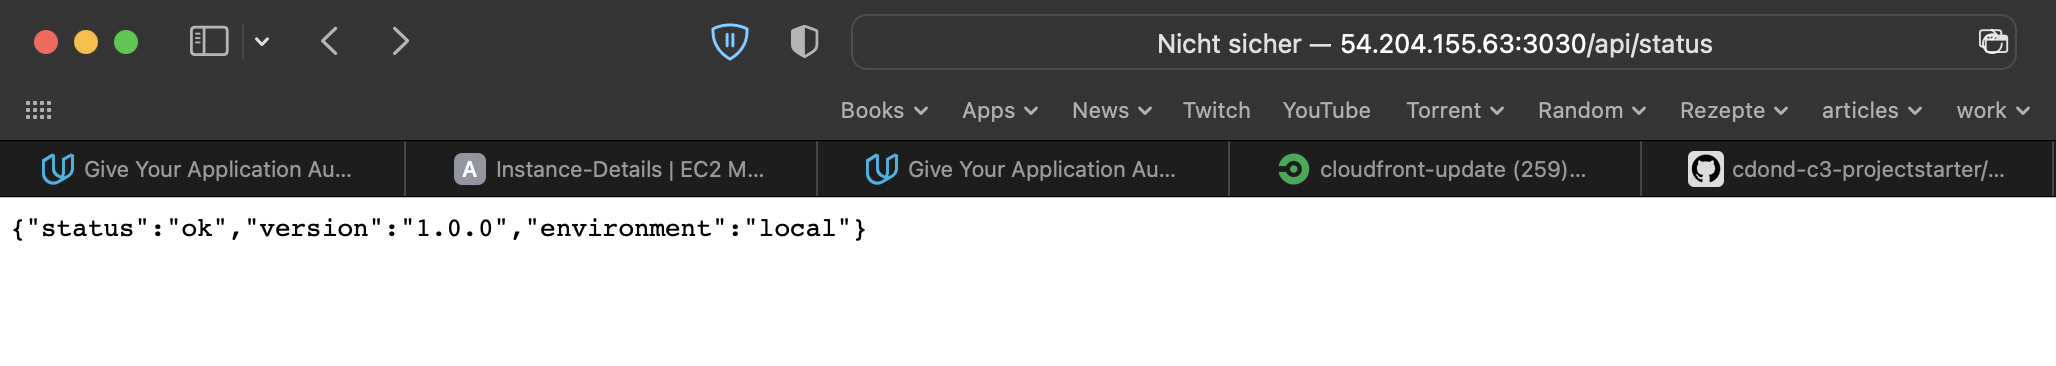 Nicht sicher — 54.204.155.63:3030/api/status
Books Apps News Twitch YouTube Torrent Random Rezepte articles work
Give Your Application Au... A Instance-Details | EC2 M... Give Your Application Au... cloudfront-update (259)... cdond-c3-projectstarter/...
{"status":"ok","version":"1.0.0","environment":"local"}